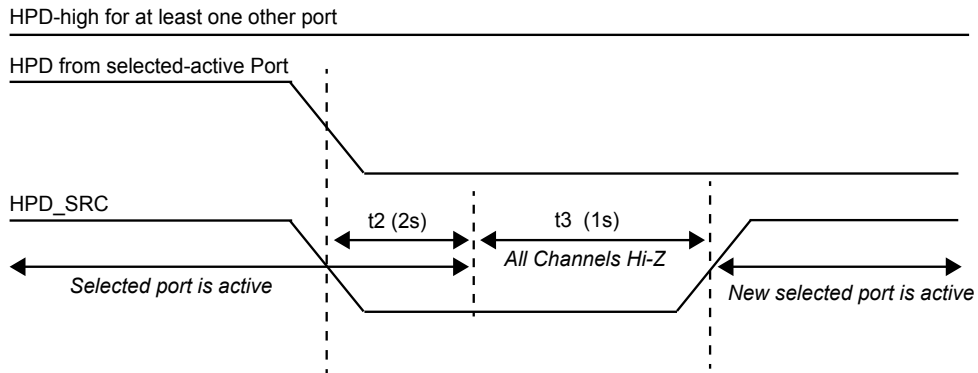 HPD-high for at least one other port
HPD from selected-active Port
HPD_SRC
t2 (2s)
t3 (1s)
All Channels Hi-Z
Selected port is active
New selected port is active